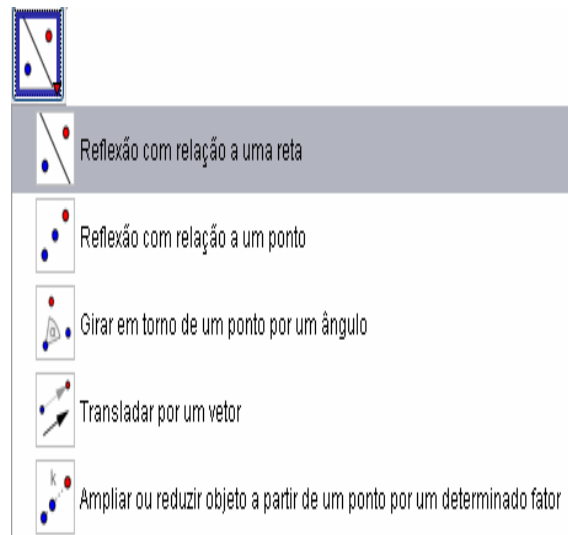 Reflexão com relação a uma reta
Reflexão com relação a um ponto
α
Girar em torno de um ponto por um ângulo
Transladar por um vetor
k
Ampliar ou reduzir objeto a partir de um ponto por um determinado fator